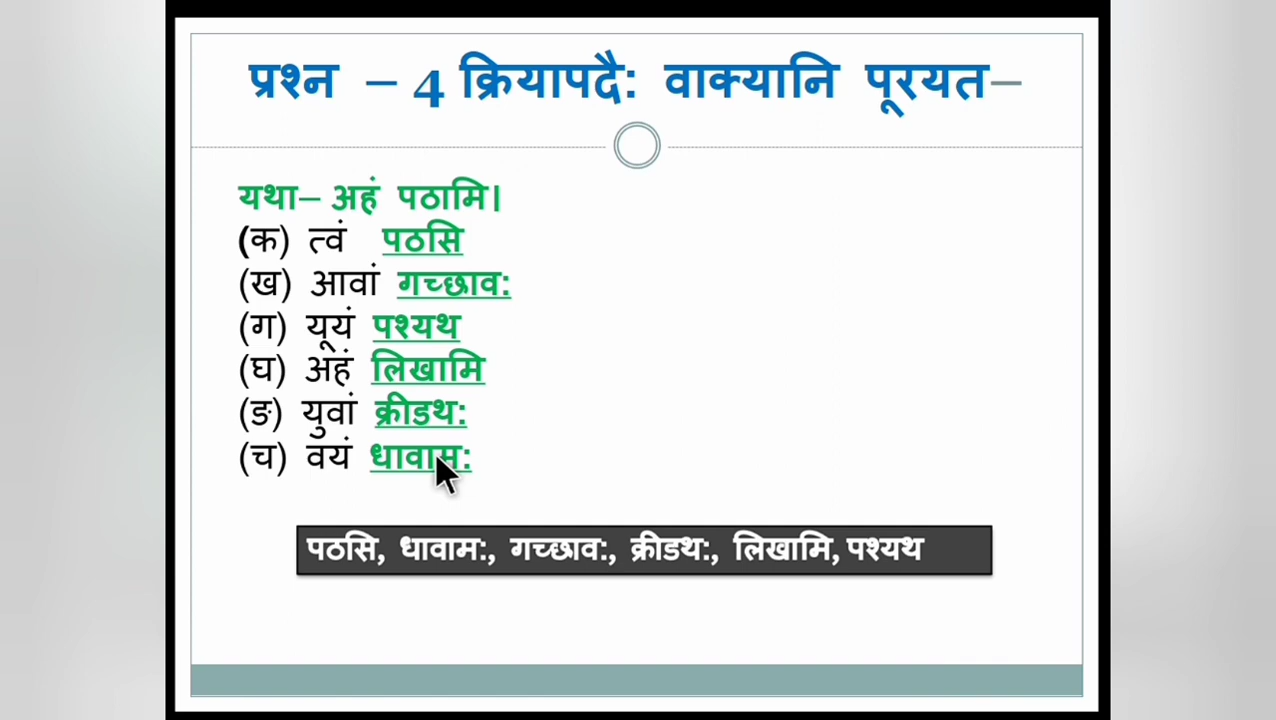 प्रश्न – 4 क्रियापदै: वाक्यानि पूरयत–
यथा– अहं पठामि।
(क) त्वं पठसि
(ख) आवां गच्छाव:
(ग) यूयं पश्यथ
(घ) अहं लिखामि
(ङ) युवां क्रीडथ:
(च) वयं धावाम:
पठसि, धावाम:, गच्छाव:, क्रीडथ:, लिखामि, पश्यथ